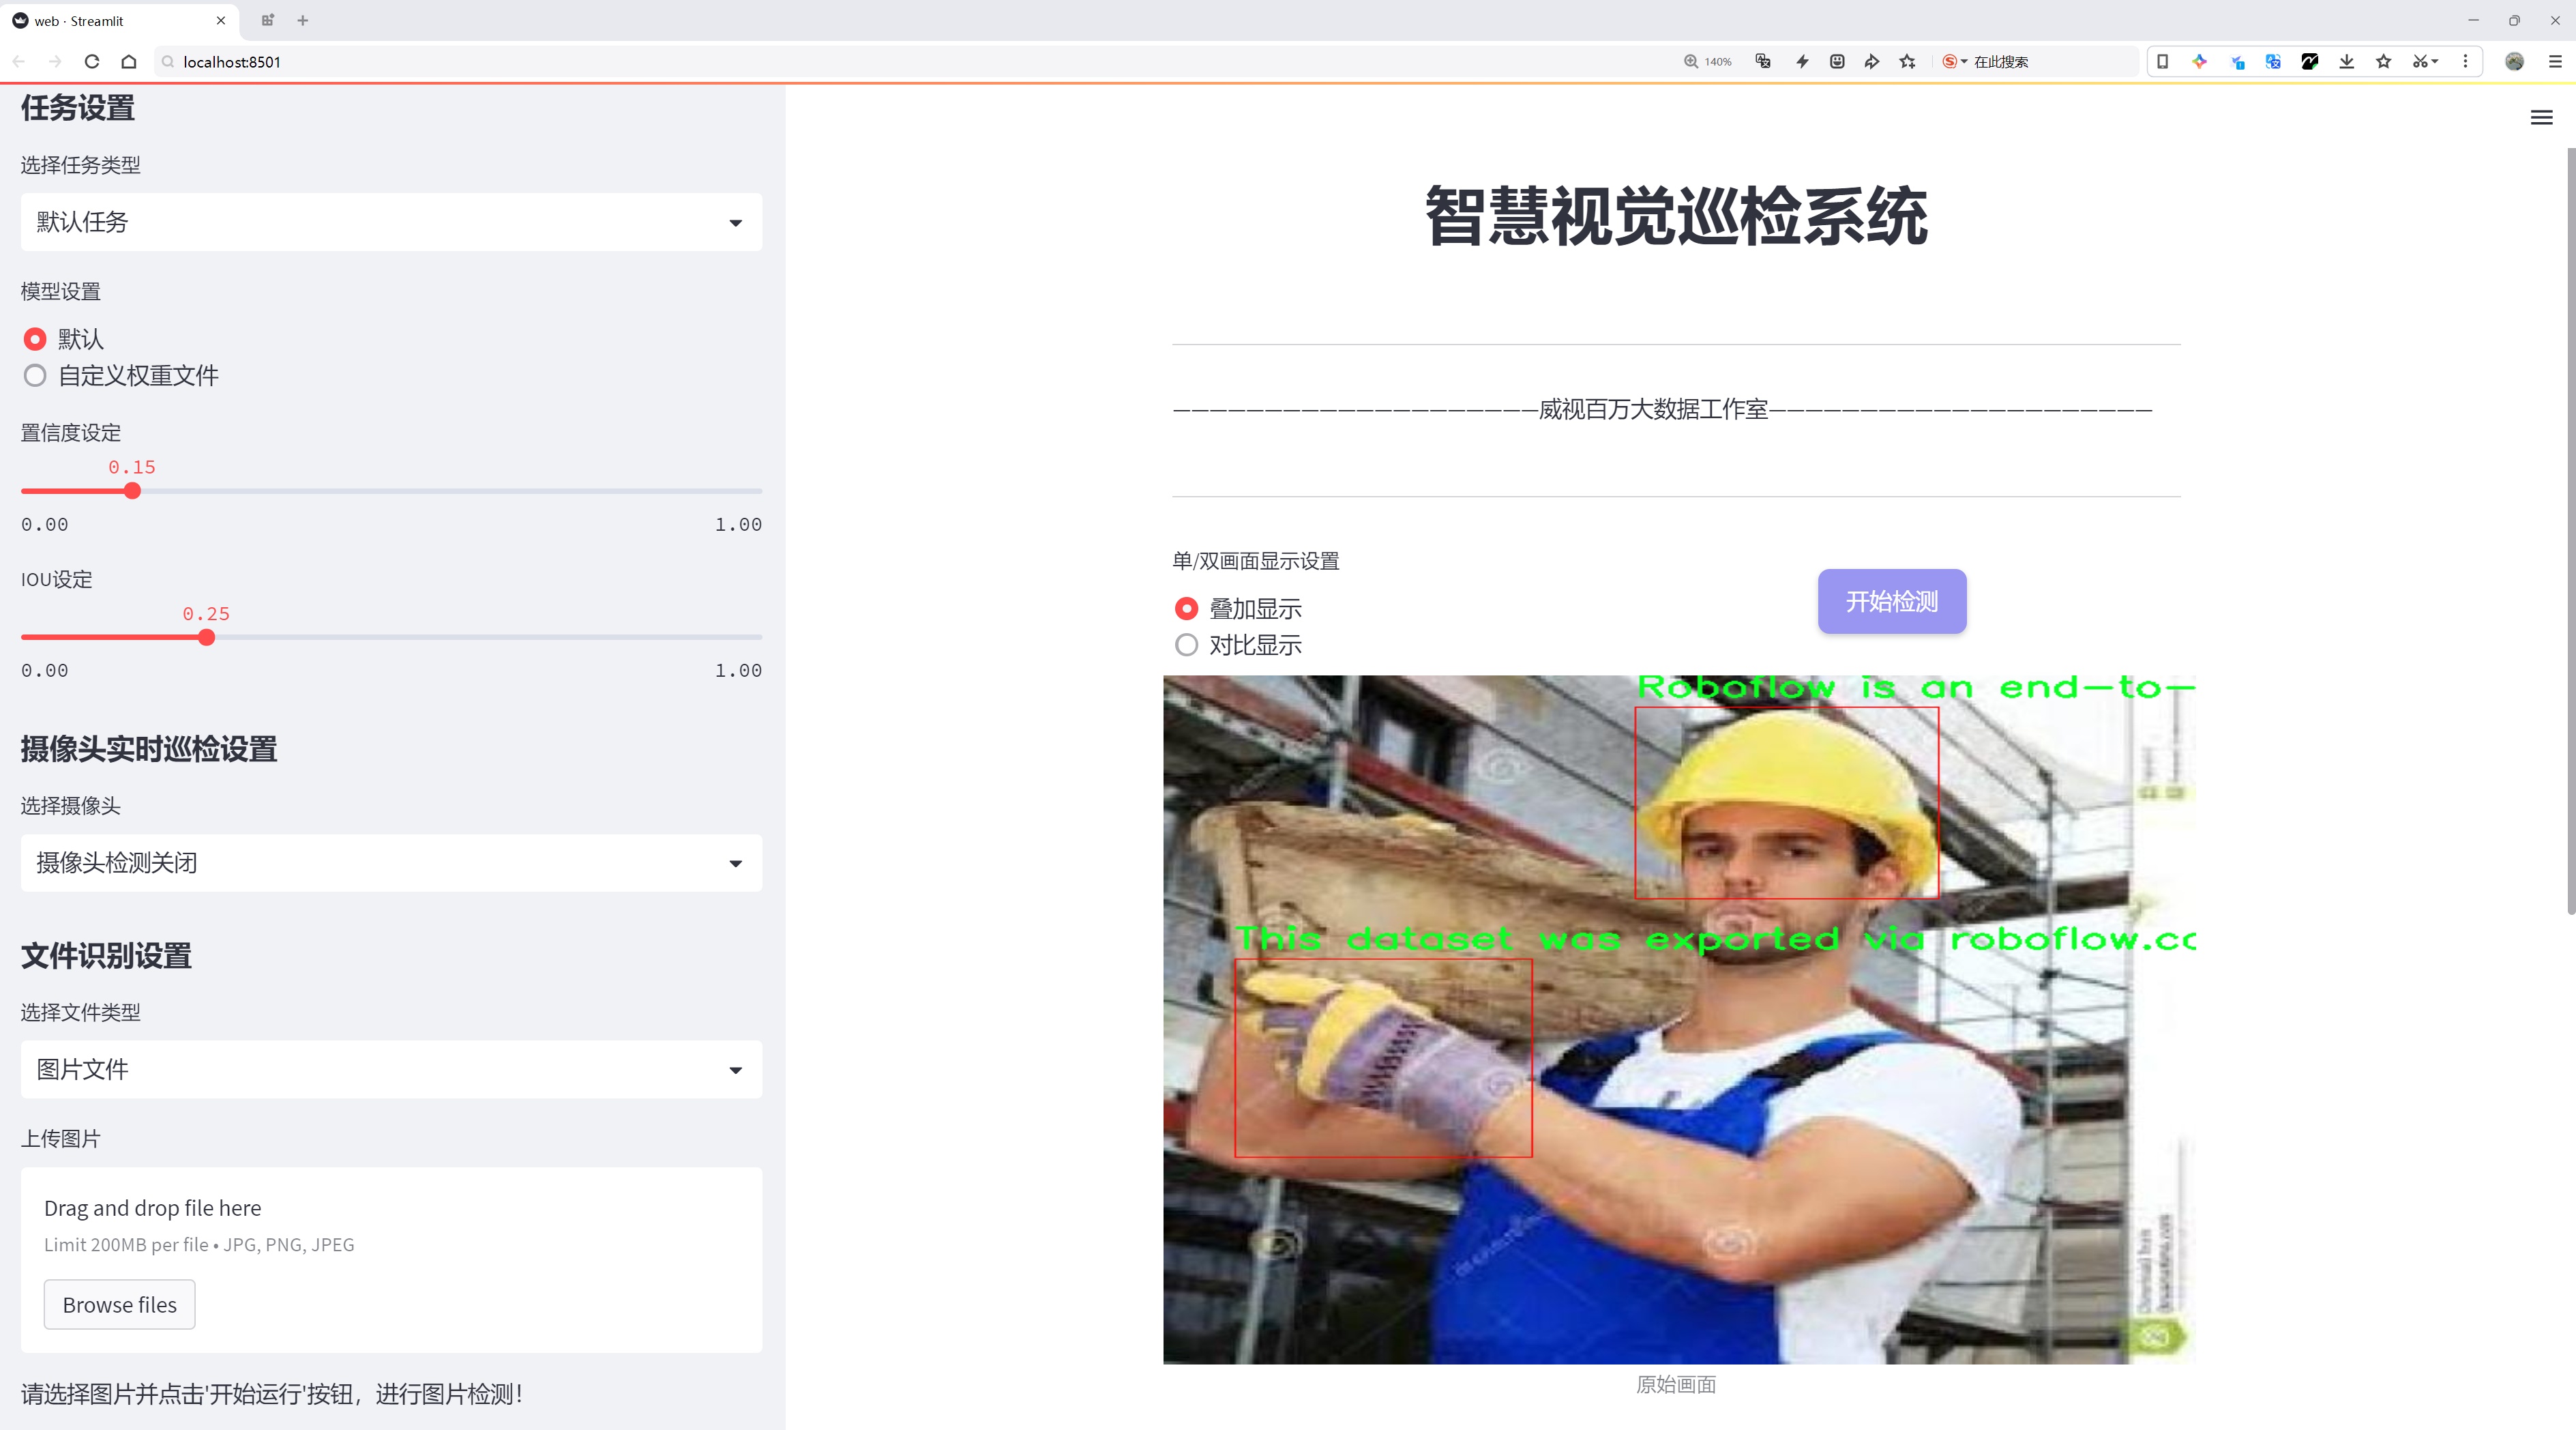 web · Streamlit
localhost:8501
140%
在此搜索
任务设置
选择任务类型
默认任务
模型设置
默认
自定义权重文件
置信度设定
0.15
0.00 1.00
IOU设定
0.25
0.00 1.00
摄像头实时巡检设置
选择摄像头
摄像头检测关闭
文件识别设置
选择文件类型
图片文件
上传图片
Drag and drop file here
Limit 200MB per file • JPG, PNG, JPEG
Browse files
请选择图片并点击'开始运行'按钮，进行图片检测！
智慧视觉巡检系统
—————————————————————威视百万大数据工作室——————————————————————
单/双画面显示设置
叠加显示
对比显示
开始检测
Roboflow is an end-to-
This dataset was exported via roboflow.cc
原始画面